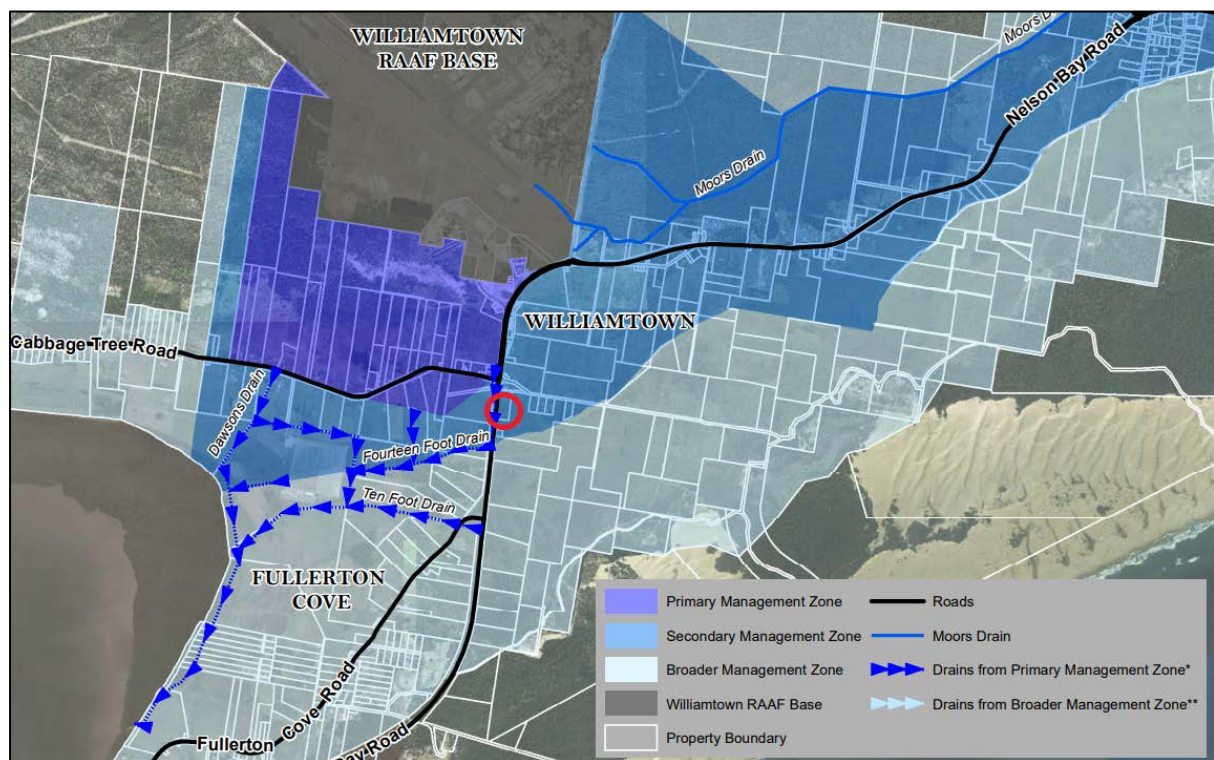 WILLIAMTOWN
RAAF BASE
Moors D
Nelson Bay Road
Moors Drain
WILLIAMTOWN
Cabbage Tree Road
Dawsons Drain
Fourteen Foot Drain
Ten Foot Drain
FULLERTON
COVE
Fullerton Cove Road
Bay Road
Primary Management Zone
Secondary Management Zone
Broader Management Zone
Williamtown RAAF Base
Property Boundary
Roads
Moors Drain
Drains from Primary Management Zone*
Drains from Broader Management Zone**